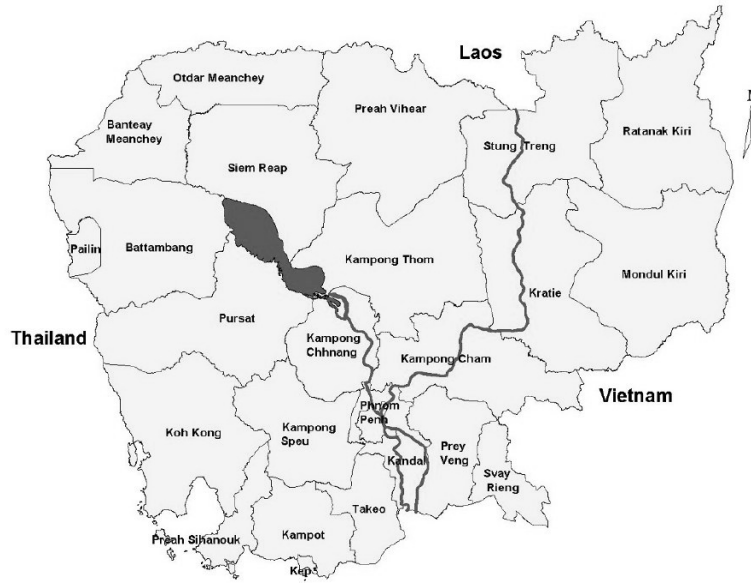 Laos
Otdar Meanchey
Preah Vihear
Banteay
Meanchey
Ratanak Kiri
Stung Treng
Siem Reap
Pailin
Battambang
Kampong Thom
Mondul Kiri
Kratie
Pursat
Thailand
Kampong
Chhnang
Kampong Cham
Vietnam
Phnom
Penh
Koh Kong
Kampong
Speu
Prey
Veng
Kandal
Svay
Rieng
Takeo
Preah Sihanouk
Kampot
Kep